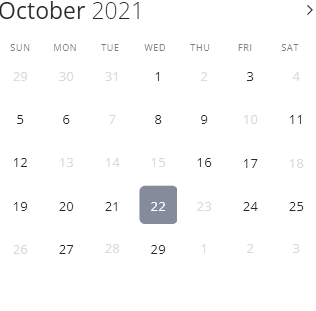 October 2021
SUN MON TUE WED THU FRI SAT
29 30 31 1 2 3 4
5 6 7 8 9 10 11
12 13 14 15 16 17 18
19 20 21 22 23 24 25
26 27 28 29 1 2 3